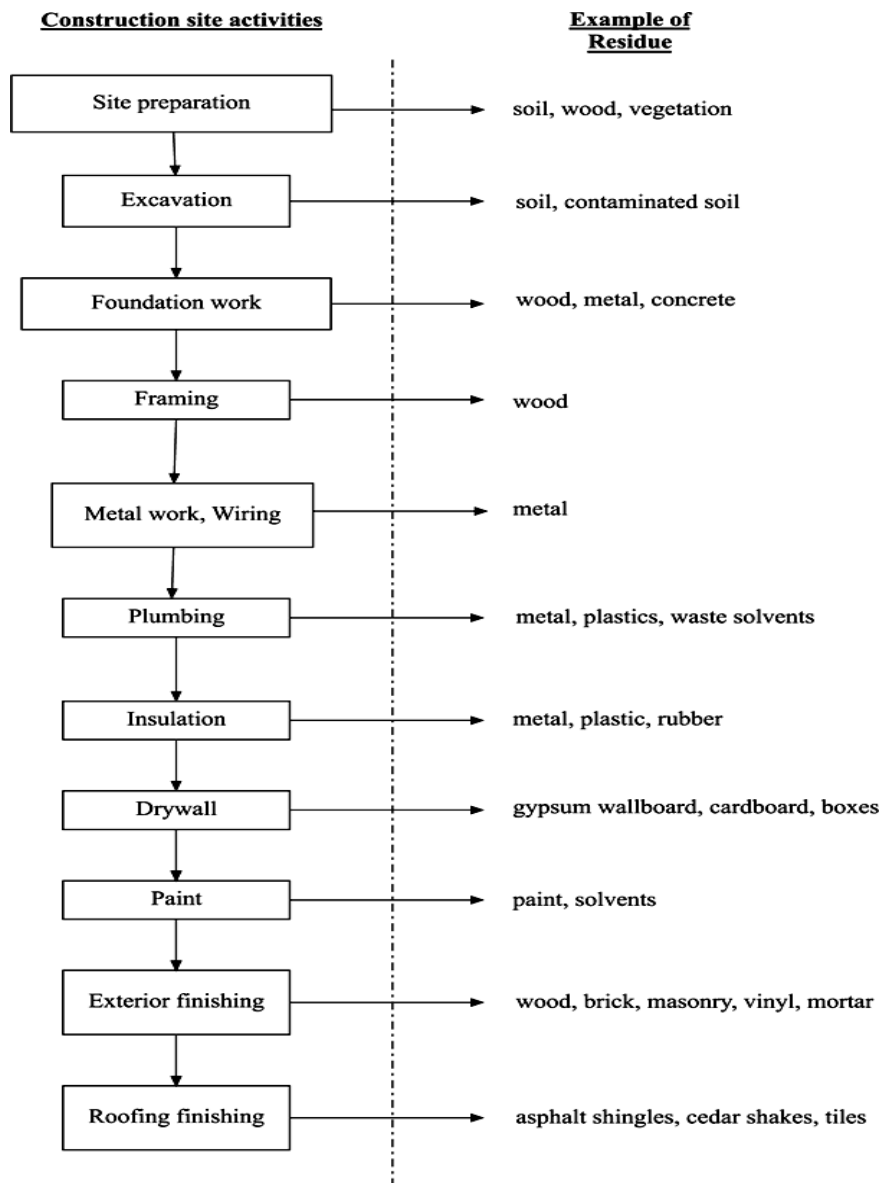 Construction site activities
Example of
Residue
Site preparation
soil, wood, vegetation
Excavation
soil, contaminated soil
Foundation work
wood, metal, concrete
Framing
wood
Metal work, Wiring
metal
Plumbing
metal, plastics, waste solvents
Insulation
metal, plastic, rubber
Drywall
gypsum wallboard, cardboard, boxes
Paint
paint, solvents
Exterior finishing
wood, brick, masonry, vinyl, mortar
Roofing finishing
asphalt shingles, cedar shakes, tiles